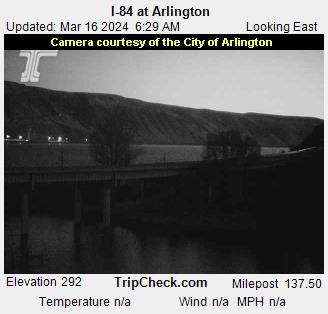 I-84 at Arlington
Updated: Mar 16 2024 6:29 AM Looking East
Camera courtesy of the City of Arlington
Elevation 292 TripCheck.com Milepost 137.50
Temperature n/a Wind n/a MPH n/a